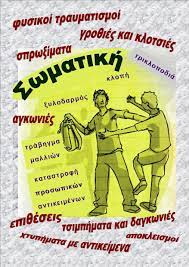 φυσικοί τραυματισμοί
γροθιές και κλοτσιές
σπρωξίματα
Σωματική
τρικλοποδιά
κλοπή
ξυλοδαρμός
αγκωνιές
τράβηγμα
μαλλιών
καταστροφή
προσωπικών
αντικειμένων
επιθέσεις
τσιμπήματα και δαγκωνιές
αποκλεισμοί
χτυπήματα με αντικείμενα